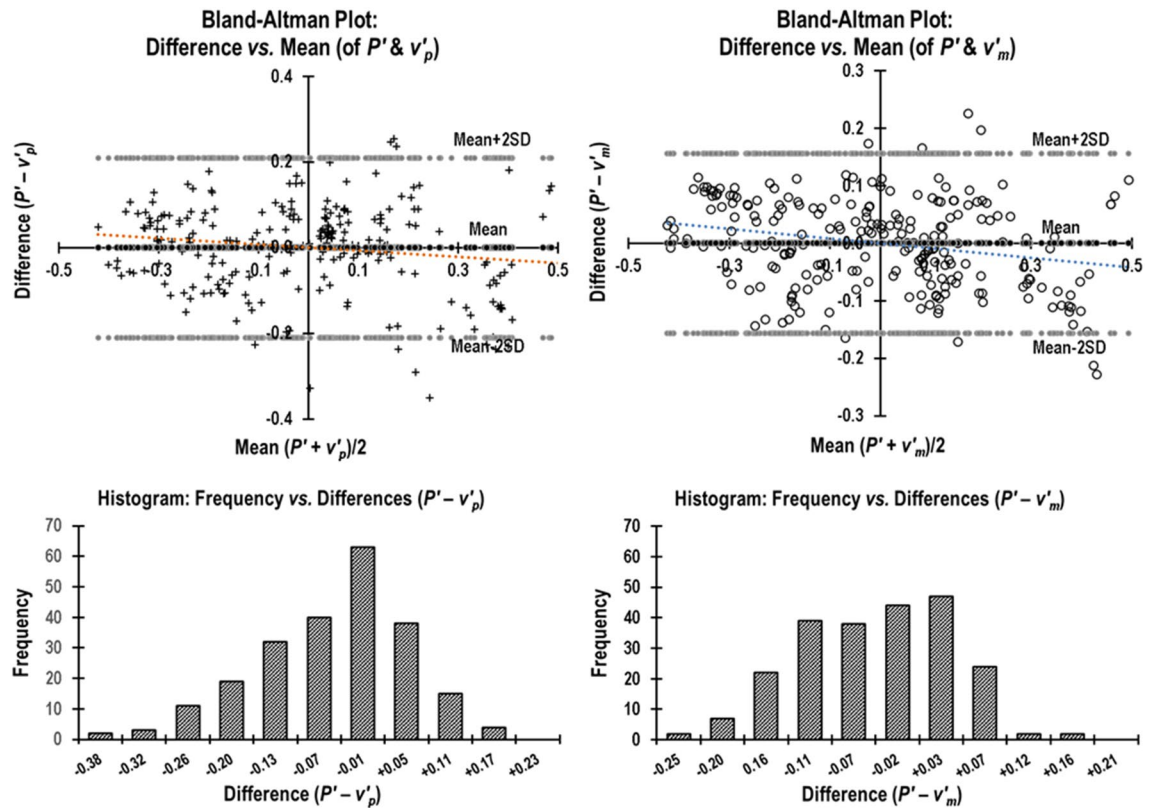 Bland-Altman Plot:
Difference vs. Mean (of P' & v'p)
0.4
Mean+2SD
0.2
Mean
0.0
-0.5 -0.3 -0.1 0.1 0.3 0.5
-0.2
Mean-2SD
-0.4
Difference (P' – v'p)
Mean (P' + v'p)/2
Bland-Altman Plot:
Difference vs. Mean (of P' & v'm)
0.3
0.2
Mean+2SD
0.1
Mean
0.0
-0.5 -0.3 -0.1 0.1 0.3 0.5
-0.1
Mean-2SD
-0.2
-0.3
Difference (P' – v'm)
Mean (P' + v'm)/2
Histogram: Frequency vs. Differences (P' – v'p)
70
60
50
40
30
20
10
0
Frequency
-0.38 -0.32 -0.26 -0.20 -0.13 -0.07 -0.01 +0.05 +0.11 +0.17 +0.23
Difference (P' – v'p)
Histogram: Frequency vs. Differences (P' – v'm)
70
60
50
40
30
20
10
0
Frequency
-0.25 -0.20 0.16 -0.11 -0.07 -0.02 +0.03 +0.07 +0.12 +0.16 +0.21
Difference (P' – v'm)